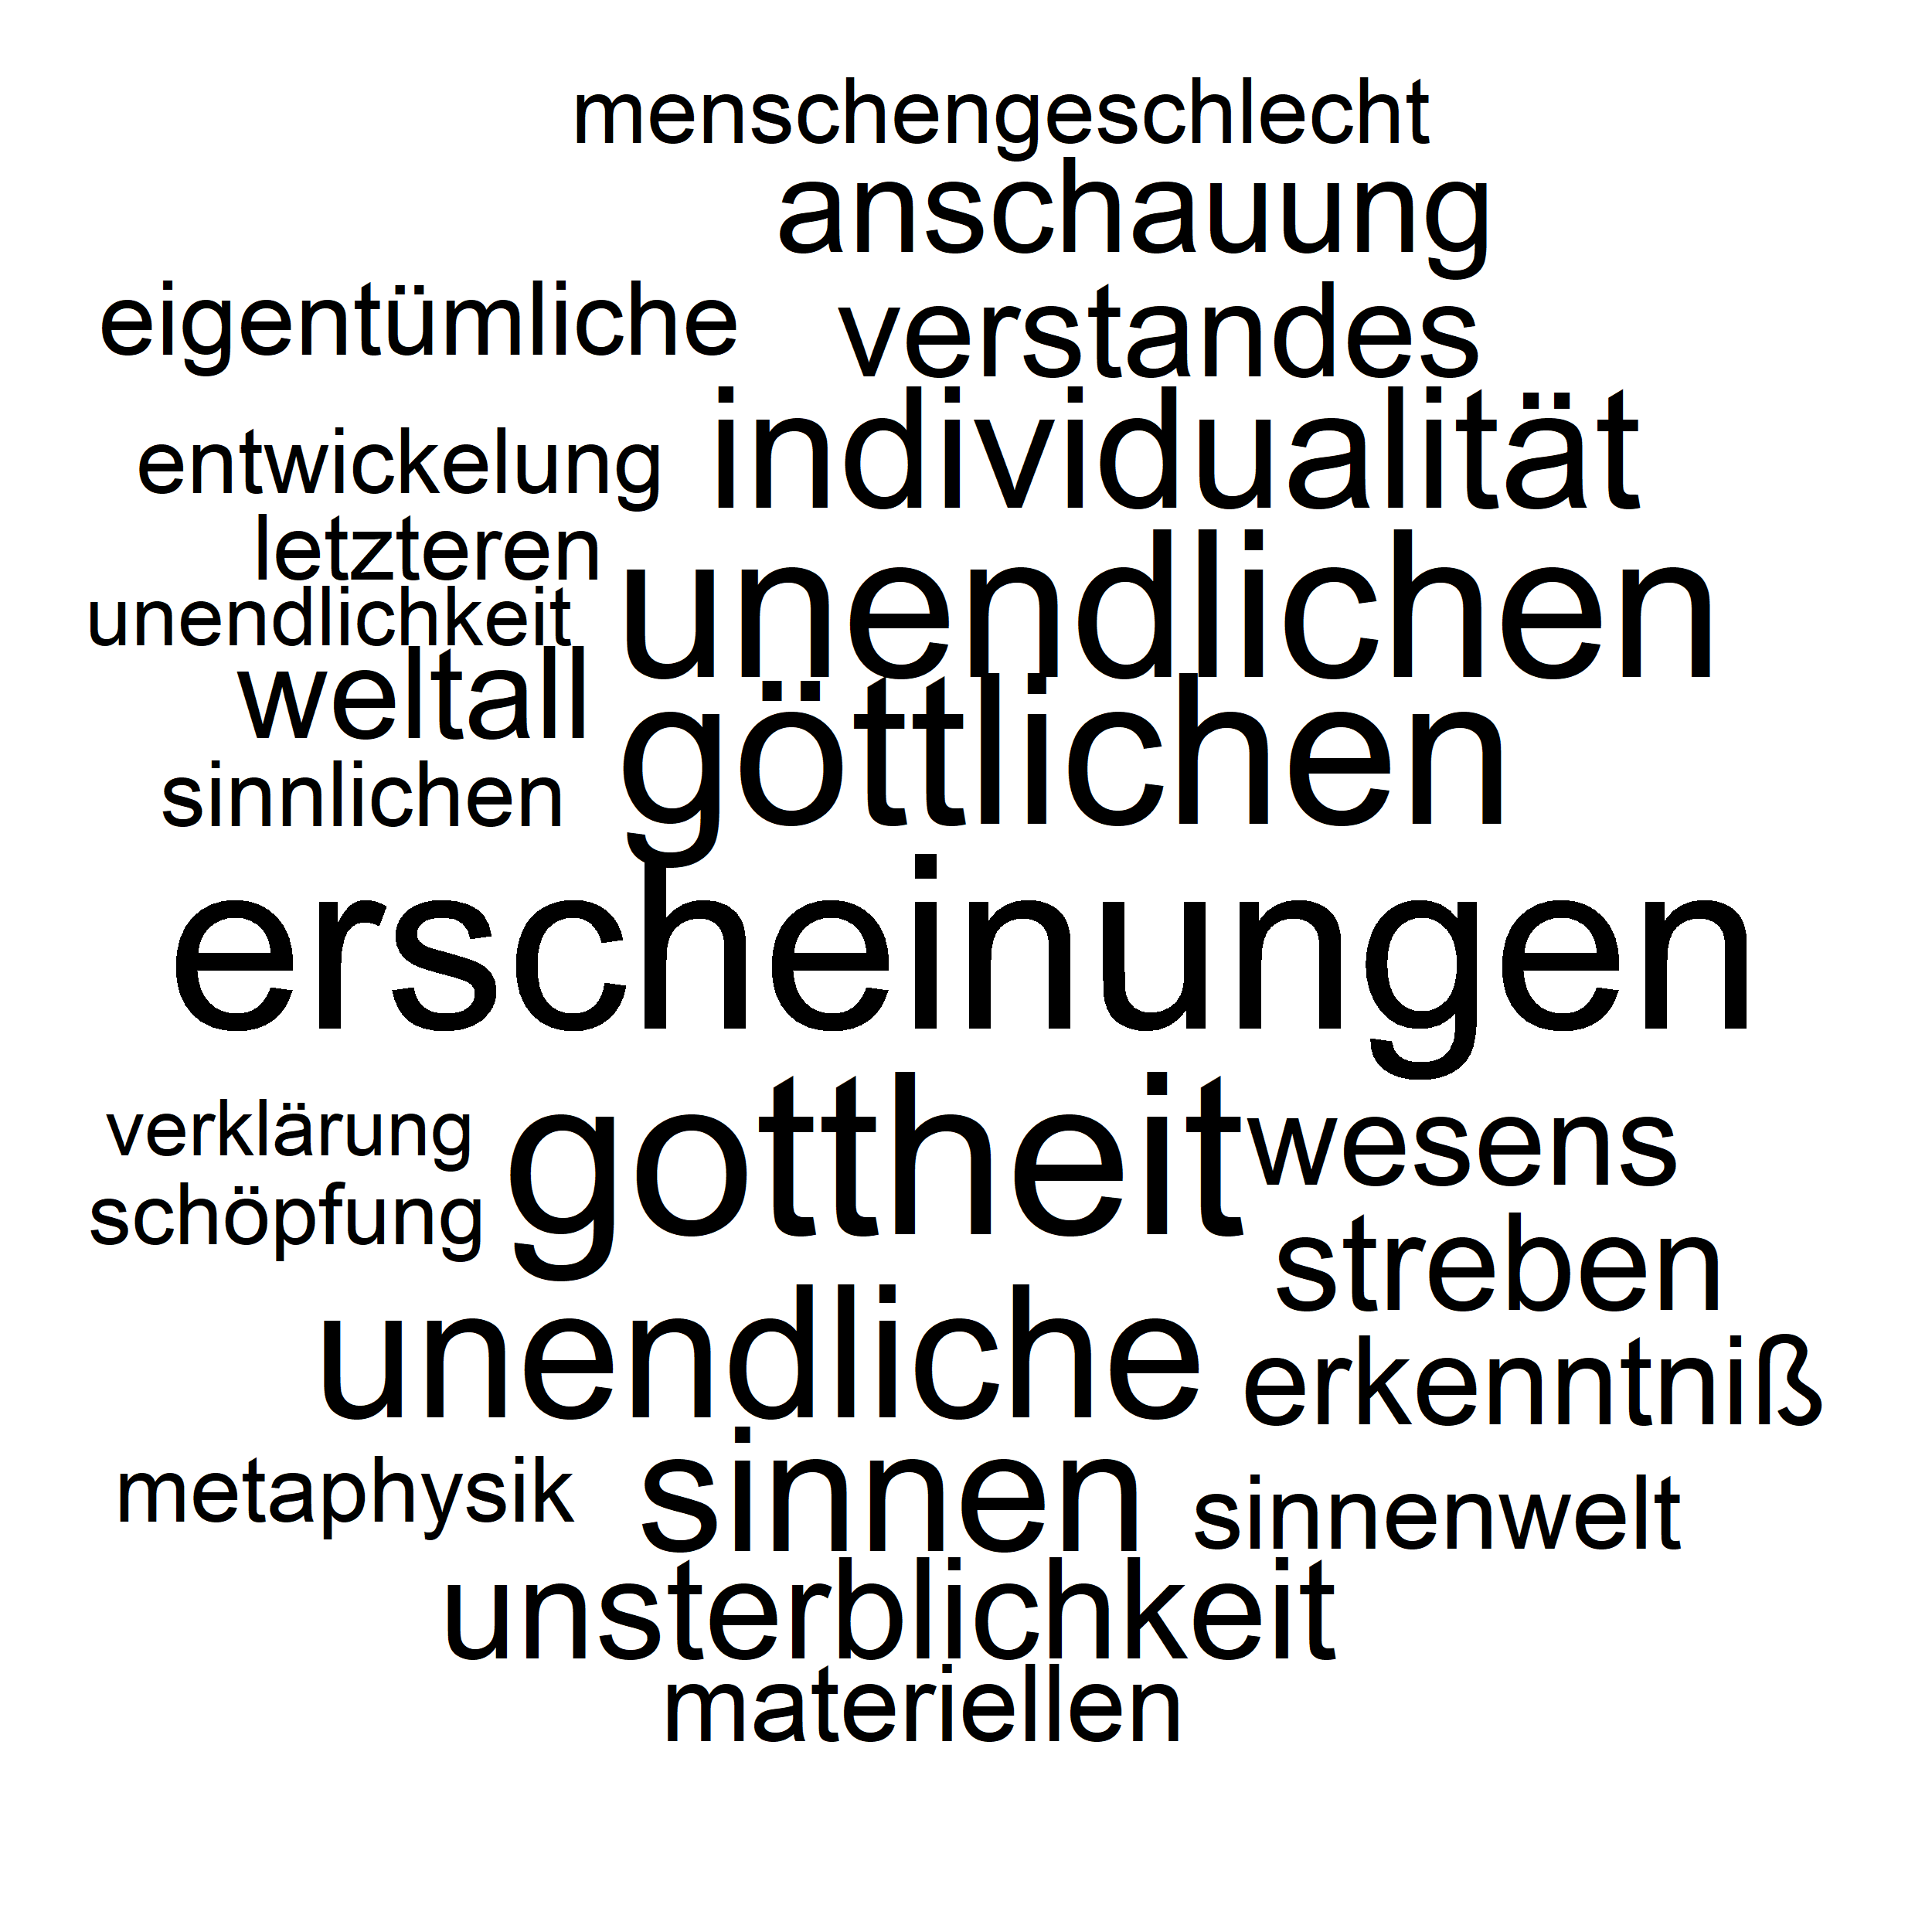 menschengeschlecht
anschauung
eigentümliche verstandes
individualität
entwickelung
letzteren
unendlichen
unendlichkeit
weltall
göttlichen
sinnlichen
erscheinungen
verklärung
gottheit
wesens
schöpfung
streben
unendliche
erkenntniß
metaphysik
sinnen
sinnenwelt
unsterblichkeit
materiellen